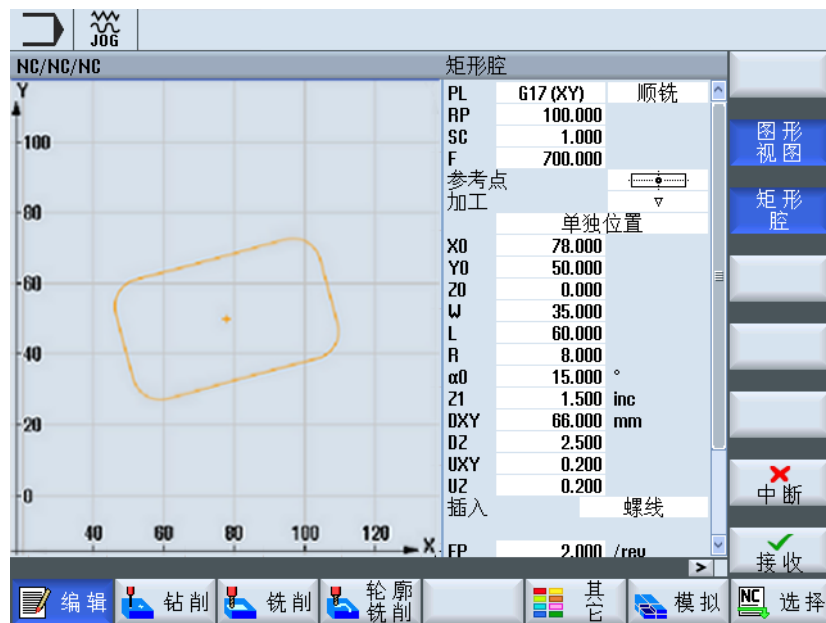 JOG
NC/NC/NC
矩形腔
Y
100
80
60
40
20
0
40 60 80 100 120 X
PL G17 (XY) 顺铣
RP 100.000
SC 1.000
F 700.000
参考点
加工 ▽
单独位置
X0 78.000
Y0 50.000
Z0 0.000
W 35.000
L 60.000
R 8.000
α0 15.000 °
Z1 1.500 inc
DXY 66.000 mm
DZ 2.500
UXY 0.200
UZ 0.200
插入 螺线
EP 2.000 /rev
图形
视图
矩形
腔
中断
接收
编辑
钻削
铣削
轮廓
铣削
其
它
模拟
NC 选择